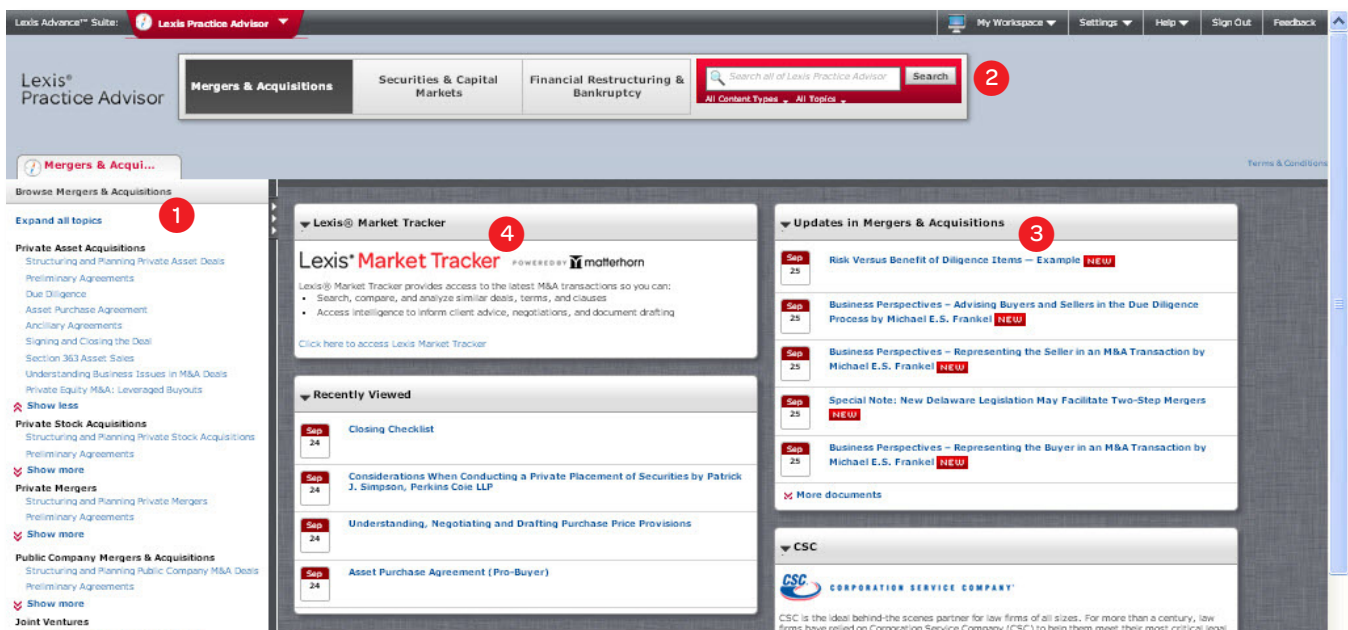 Lexis Advance™ Suite:
Lexis Practice Advisor
My Workspace
Settings
Help
Sign Out
Feedback
Lexis®
Practice Advisor
Mergers & Acquisitions
Securities & Capital
Markets
Financial Restructuring &
Bankruptcy
Search all of Lexis Practice Advisor
Search
All Content Types
All Topics
2
Mergers & Acqui...
Terms & Conditions
Browse Mergers & Acquisitions
1
Expand all topics
Private Asset Acquisitions
Structuring and Planning Private Asset Deals
Preliminary Agreements
Due Diligence
Asset Purchase Agreement
Ancillary Agreements
Signing and Closing the Deal
Section 363 Asset Sales
Understanding Business Issues in M&A Deals
Private Equity M&A: Leveraged Buyouts
Show less
Private Stock Acquisitions
Structuring and Planning Private Stock Acquisitions
Preliminary Agreements
Show more
Private Mergers
Structuring and Planning Private Mergers
Preliminary Agreements
Show more
Public Company Mergers & Acquisitions
Structuring and Planning Public Company M&A Deals
Preliminary Agreements
Show more
Joint Ventures
Lexis® Market Tracker
4
Lexis® Market Tracker POWERED BY matterhorn
Lexis® Market Tracker provides access to the latest M&A transactions so you can:
• Search, compare, and analyze similar deals, terms, and clauses
• Access intelligence to inform client advice, negotiations, and document drafting
Click here to access Lexis Market Tracker
Recently Viewed
Sep
24
Closing Checklist
Sep
24
Considerations When Conducting a Private Placement of Securities by Patrick
J. Simpson, Perkins Coie LLP
Sep
24
Understanding, Negotiating and Drafting Purchase Price Provisions
Sep
24
Asset Purchase Agreement (Pro-Buyer)
Updates in Mergers & Acquisitions
3
Sep
25
Risk Versus Benefit of Diligence Items — Example NEW
Sep
25
Business Perspectives – Advising Buyers and Sellers in the Due Diligence
Process by Michael E.S. Frankel NEW
Sep
25
Business Perspectives – Representing the Seller in an M&A Transaction by
Michael E.S. Frankel NEW
Sep
25
Special Note: New Delaware Legislation May Facilitate Two-Step Mergers
NEW
Sep
25
Business Perspectives – Representing the Buyer in an M&A Transaction by
Michael E.S. Frankel NEW
More documents
CSC
CSC. CORPORATION SERVICE COMPANY
CSC is the ideal behind-the scenes partner for law firms of all sizes. For more than a century, law
firms have relied on Corporation Service Company (CSC) to help them meet their most critical legal